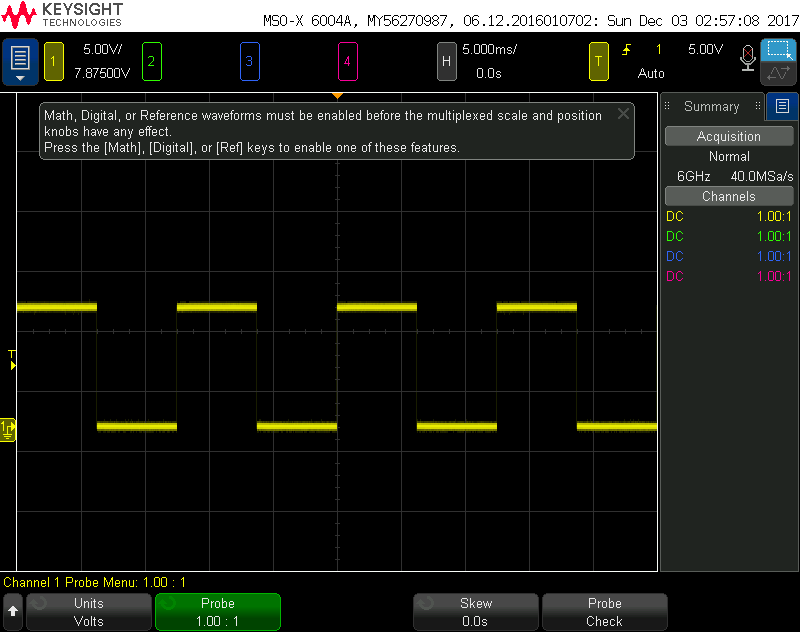 KEYSIGHT
TECHNOLOGIES
MSO-X 6004A, MY56270987, 06.12.2016010702: Sun Dec 03 02:57:08 2017
1 5.00V/ 2 3 4 H 5.000ms/ T 1 5.00V
7.87500V 0.0s Auto
Math, Digital, or Reference waveforms must be enabled before the multiplexed scale and position
knobs have any effect.
Press the [Math], [Digital], or [Ref] keys to enable one of these features.
Summary
Acquisition
Normal
6GHz 40.0MSa/s
Channels
DC 1.00:1
DC 1.00:1
DC 1.00:1
DC 1.00:1
T
1
Channel 1 Probe Menu: 1.00 : 1
Units
Volts
Probe
1.00 : 1
Skew
0.0s
Probe
Check